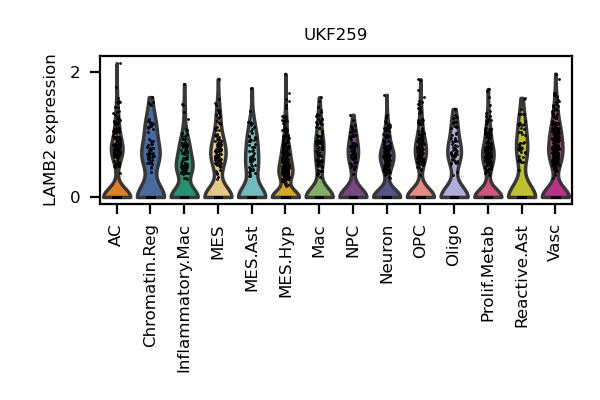 UKF259
LAMB2 expression
2
0
AC
Chromatin.Reg
Inflammatory.Mac
MES
MES.Ast
MES.Hyp
Mac
NPC
Neuron
OPC
Oligo
Prolif.Metab
Reactive.Ast
Vasc